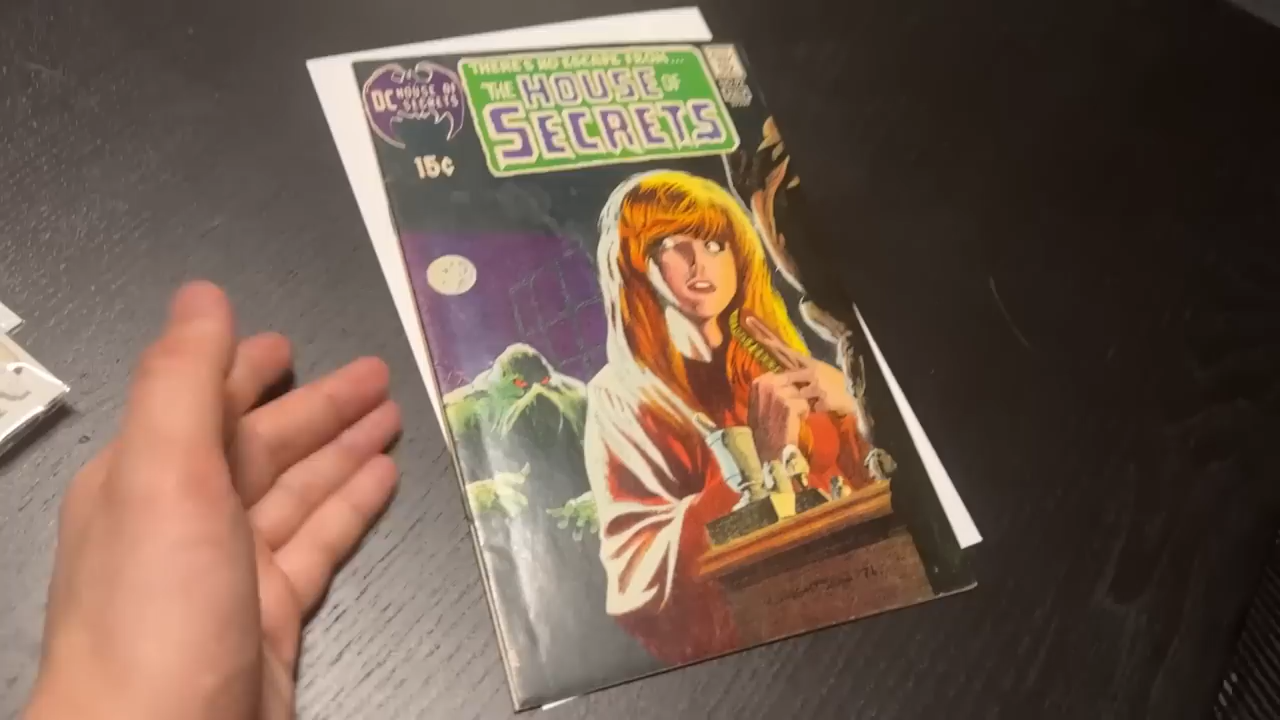 THERE'S NO ESCAPE FROM...
THE HOUSE OF
SECRETS
DC HOUSE OF
SECRETS
15¢